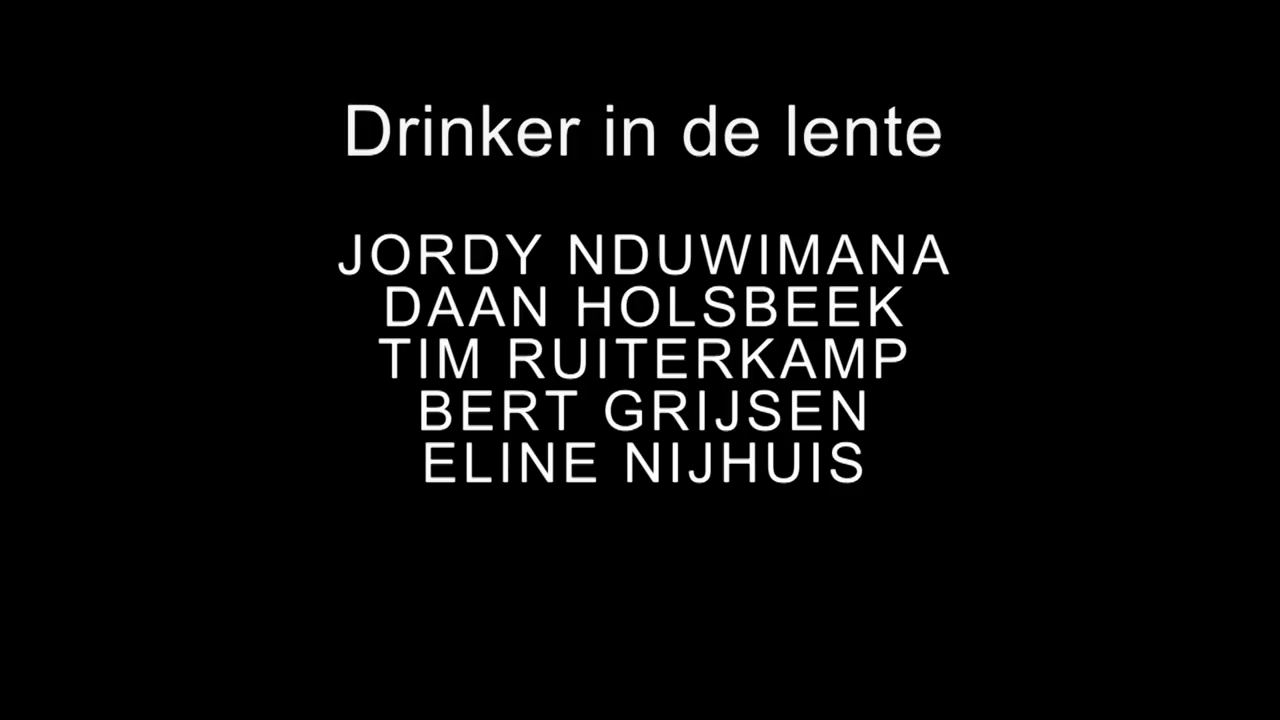 Drinker in de lente
JORDY NDUWIMANA
DAAN HOLSBEEK
TIM RUITERKAMP
BERT GRIJSEN
ELINE NIJHUIS